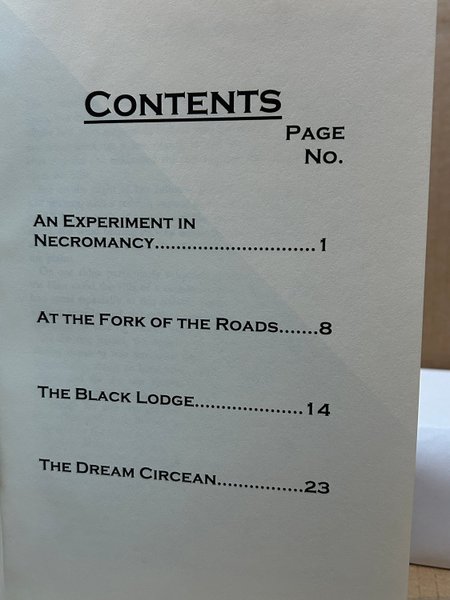 CONTENTS
PAGE
NO.
AN EXPERIMENT IN
NECROMANCY............................ 1
AT THE FORK OF THE ROADS.......8
THE BLACK LODGE....................14
THE DREAM CIRCEAN................23